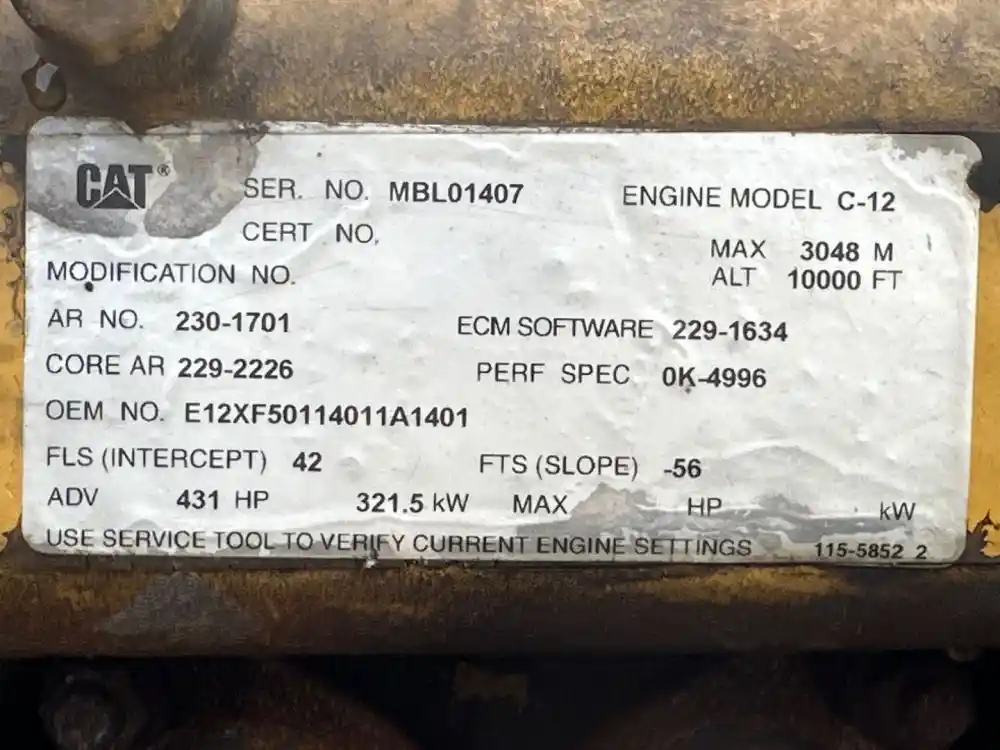 CAT® SER. NO. MBL01407 ENGINE MODEL C-12
CERT NO.
MAX 3048 M
MODIFICATION NO.
ALT 10000 FT
AR NO. 230-1701 ECM SOFTWARE 229-1634
CORE AR 229-2226 PERF SPEC 0K-4996
OEM NO. E12XF50114011A1401
FLS (INTERCEPT) 42 FTS (SLOPE) -56
ADV 431 HP 321.5 kW MAX HP kW
USE SERVICE TOOL TO VERIFY CURRENT ENGINE SETTINGS 115-5852 2